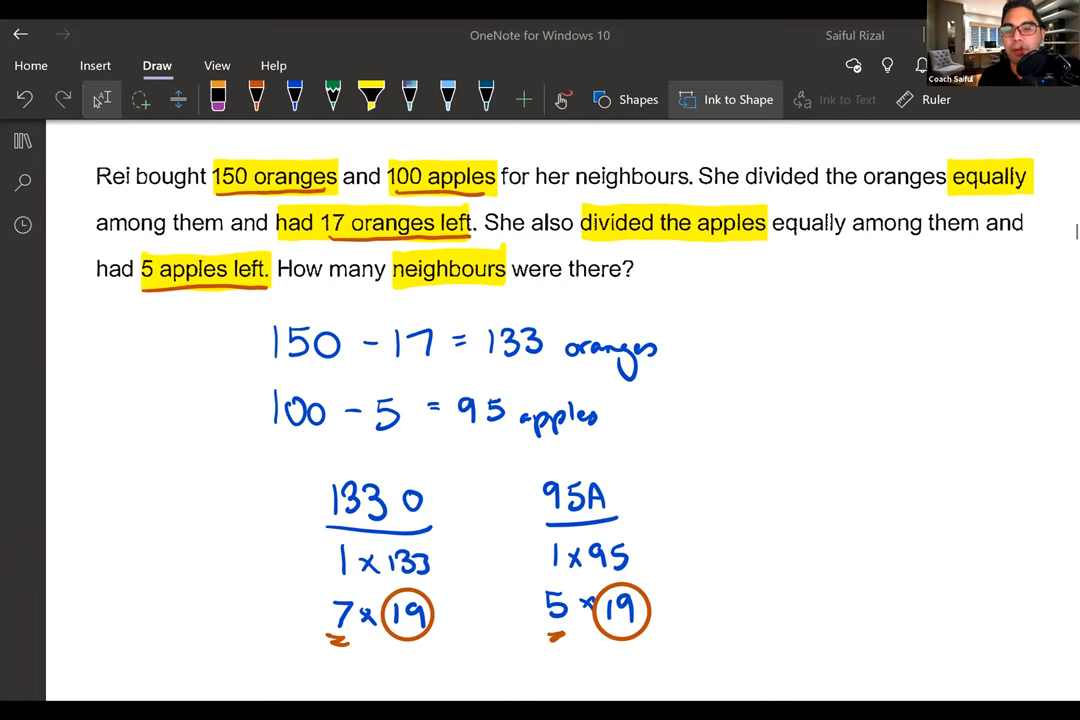 OneNote for Windows 10
Saiful Rizal
Home Insert Draw View Help
Coach Saiful
Shapes Ink to Shape Ink to Text Ruler
Rei bought 150 oranges and 100 apples for her neighbours. She divided the oranges equally
among them and had 17 oranges left. She also divided the apples equally among them and
had 5 apples left. How many neighbours were there?
150 - 17 = 133 oranges
100 - 5 = 95 apples
133 O 95A
1 x 133 1 x 95
7 x 19 5 x 19